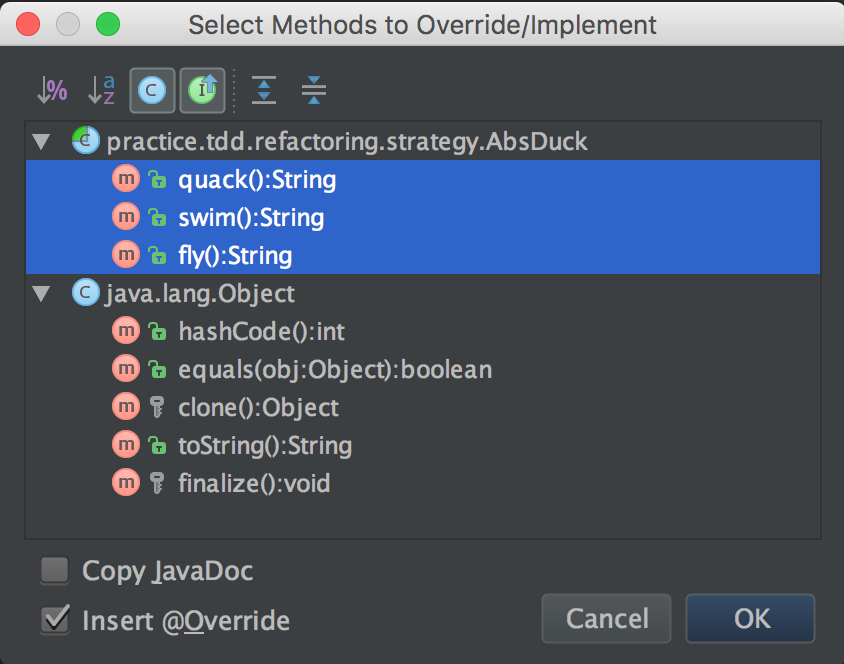 Select Methods to Override/Implement
% a z C I
C practice.tdd.refactoring.strategy.AbsDuck
m quack():String
m swim():String
m fly():String
C java.lang.Object
m hashCode():int
m equals(obj:Object):boolean
m clone():Object
m toString():String
m finalize():void
Copy JavaDoc
Insert @Override
Cancel OK